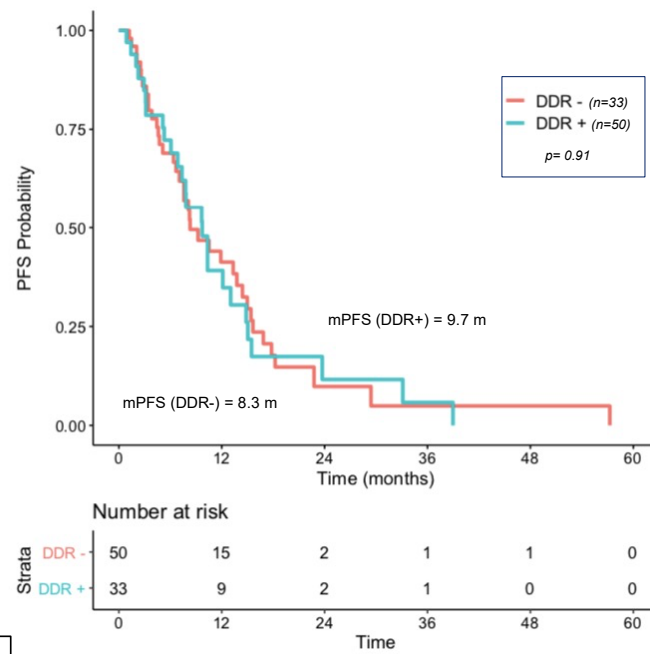 1.00
0.75
0.50
0.25
0.00
PFS Probability
DDR - (n=33)
DDR + (n=50)
p= 0.91
mPFS (DDR+) = 9.7 m
mPFS (DDR-) = 8.3 m
0 12 24 36 48 60
Time (months)
Number at risk
Strata
DDR - 50 15 2 1 1 0
DDR + 33 9 2 1 0 0
0 12 24 36 48 60
Time